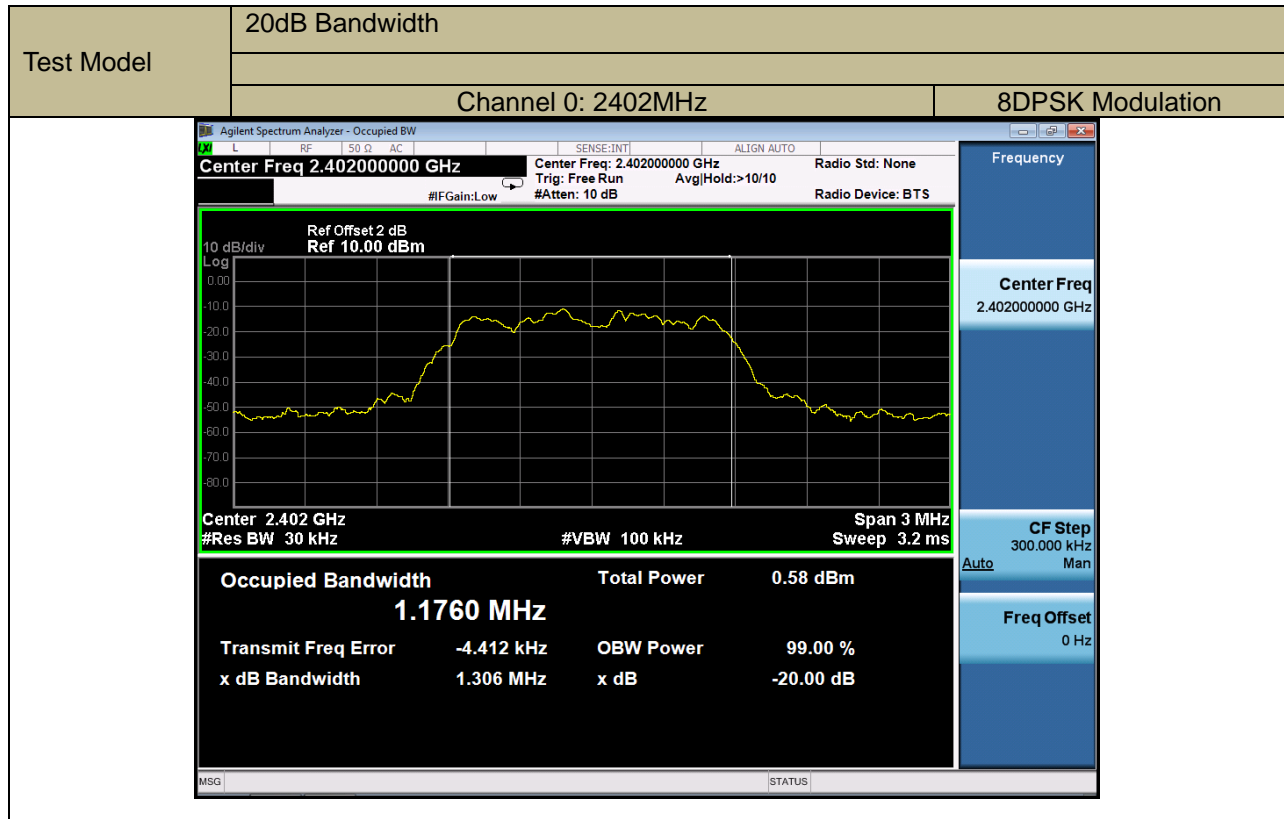 20dB Bandwidth
Test Model
Channel 0: 2402MHz 8DPSK Modulation
Agilent Spectrum Analyzer - Occupied BW
LXI L RF 50 Ω AC SENSE:INT ALIGN AUTO
Center Freq 2.402000000 GHz
Center Freq: 2.402000000 GHz Radio Std: None
Trig: Free Run Avg|Hold:>10/10
#IFGain:Low #Atten: 10 dB Radio Device: BTS
Ref Offset 2 dB
10 dB/div Ref 10.00 dBm
Log
0.00
-10.0
-20.0
-30.0
-40.0
-50.0
-60.0
-70.0
-80.0
Center 2.402 GHz Span 3 MHz
#Res BW 30 kHz #VBW 100 kHz Sweep 3.2 ms
Occupied Bandwidth Total Power 0.58 dBm
1.1760 MHz
Transmit Freq Error -4.412 kHz OBW Power 99.00 %
x dB Bandwidth 1.306 MHz x dB -20.00 dB
MSG STATUS
Frequency
Center Freq
2.402000000 GHz
CF Step
300.000 kHz
Auto Man
Freq Offset
0 Hz